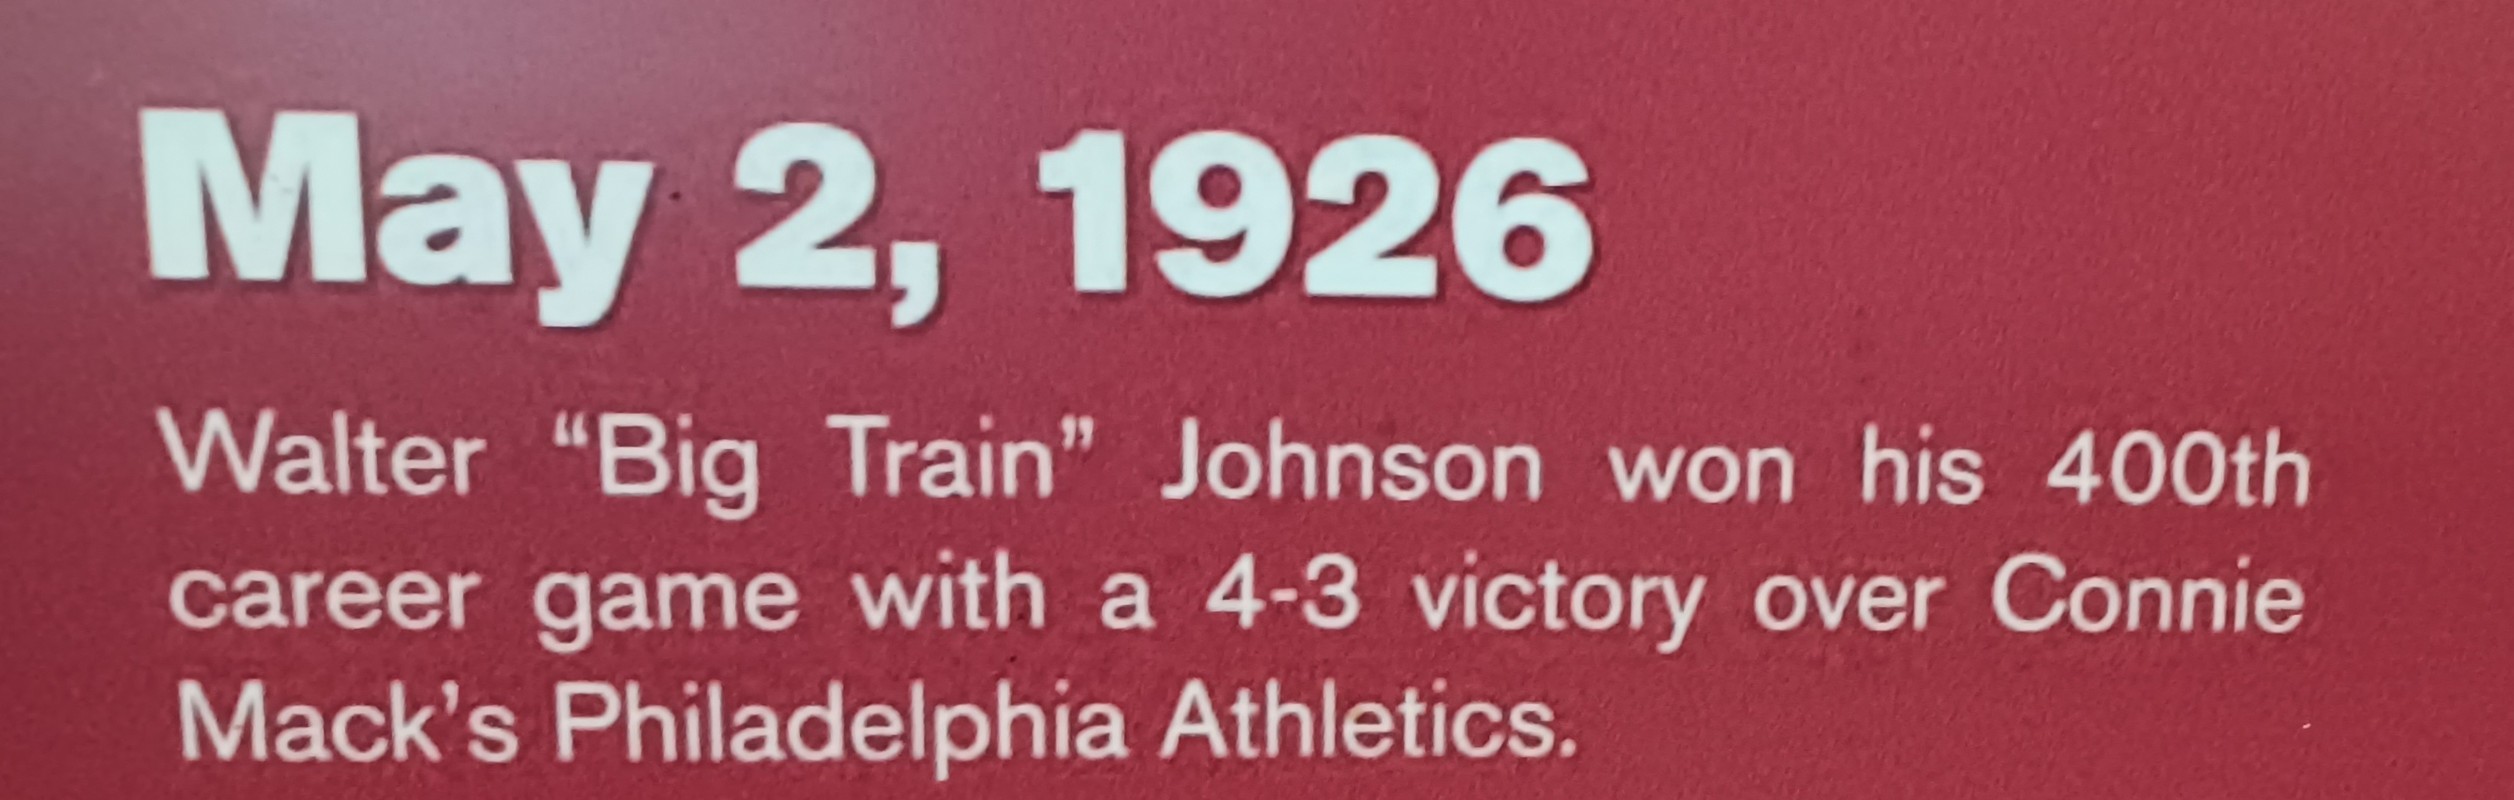 May 2, 1926
Walter “Big Train” Johnson won his 400th
career game with a 4-3 victory over Connie
Mack’s Philadelphia Athletics.